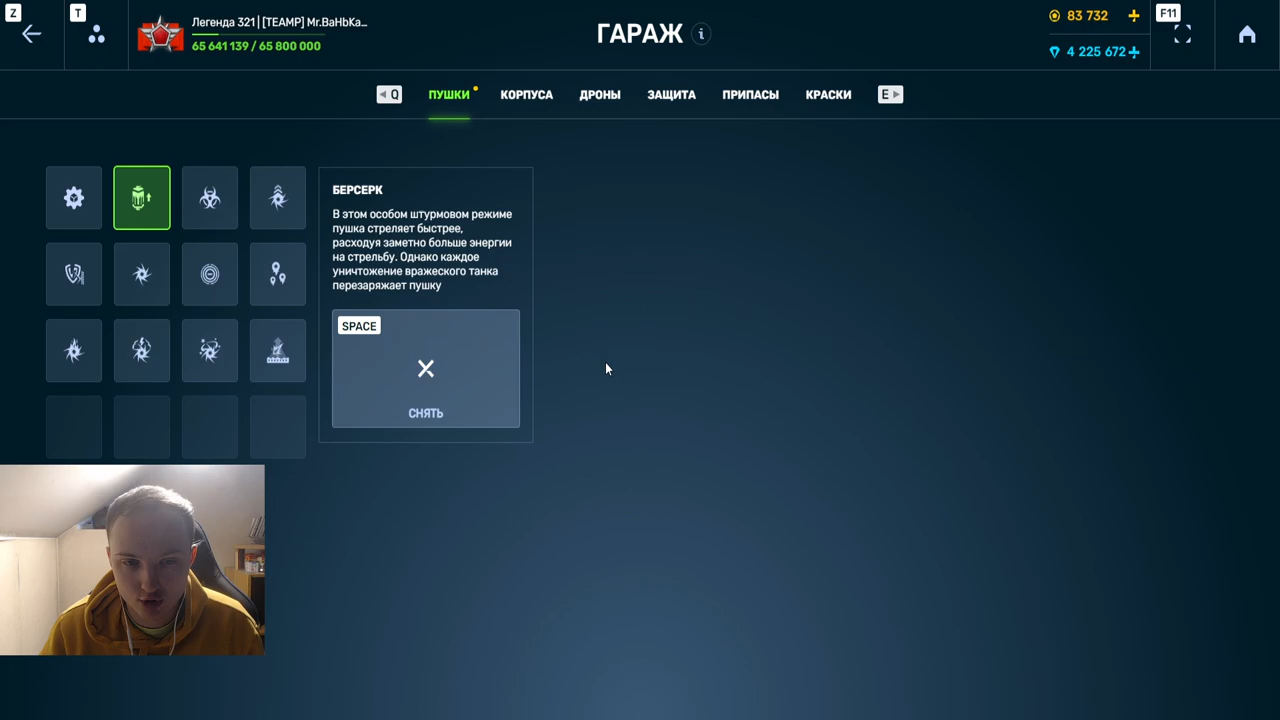 Z
T
Легенда 321 | [TEAMP] Mr.BaHbKa...
65 641 139 / 65 800 000
ГАРАЖ
i
83 732 +
4 225 672 +
F11
Q
ПУШКИ
КОРПУСА
ДРОНЫ
ЗАЩИТА
ПРИПАСЫ
КРАСКИ
E
БЕРСЕРК
В этом особом штурмовом режиме
пушка стреляет быстрее,
расходуя заметно больше энергии
на стрельбу. Однако каждое
уничтожение вражеского танка
перезаряжает пушку
SPACE
СНЯТЬ